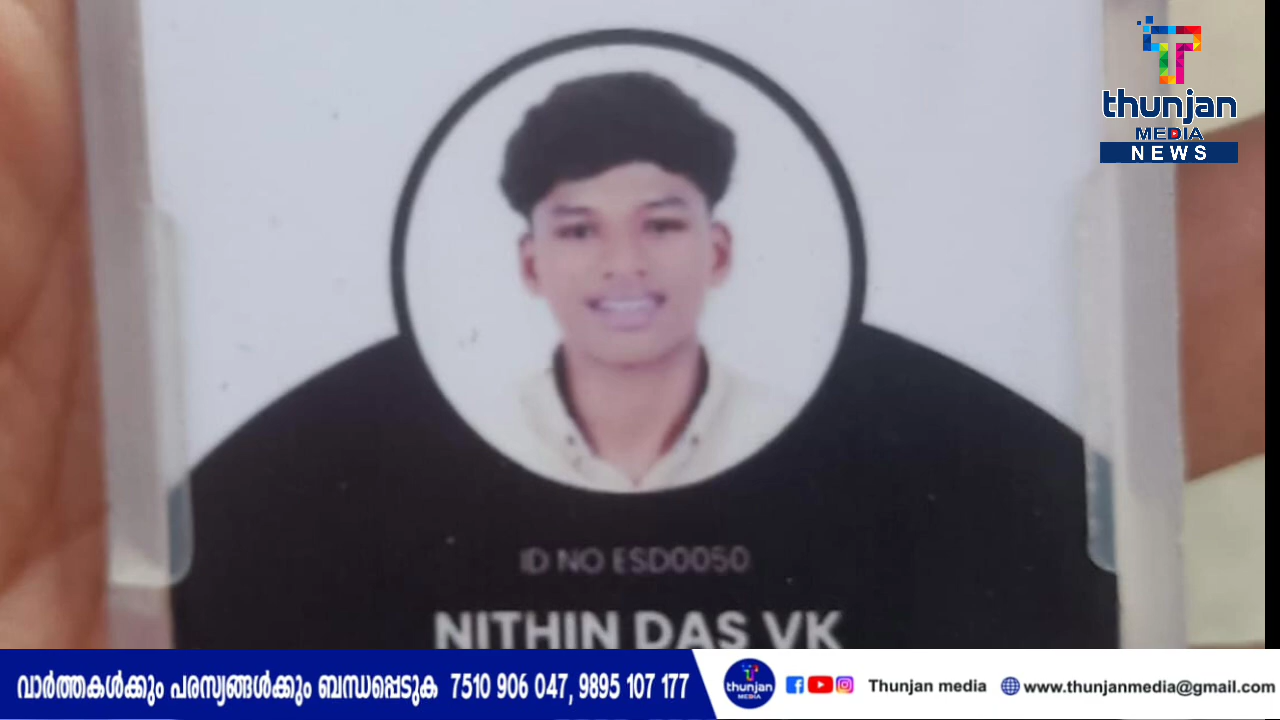 thunjan
MEDIA
NEWS
ID NO ESD0050
NITHIN DAS VK
വാർത്തകൾക്കും പരസ്യങ്ങൾക്കും ബന്ധപ്പെടുക 7510 906 047, 9895 107 177
thunjan
MEDIA
Thunjan media
www.thunjanmedia@gmail.com